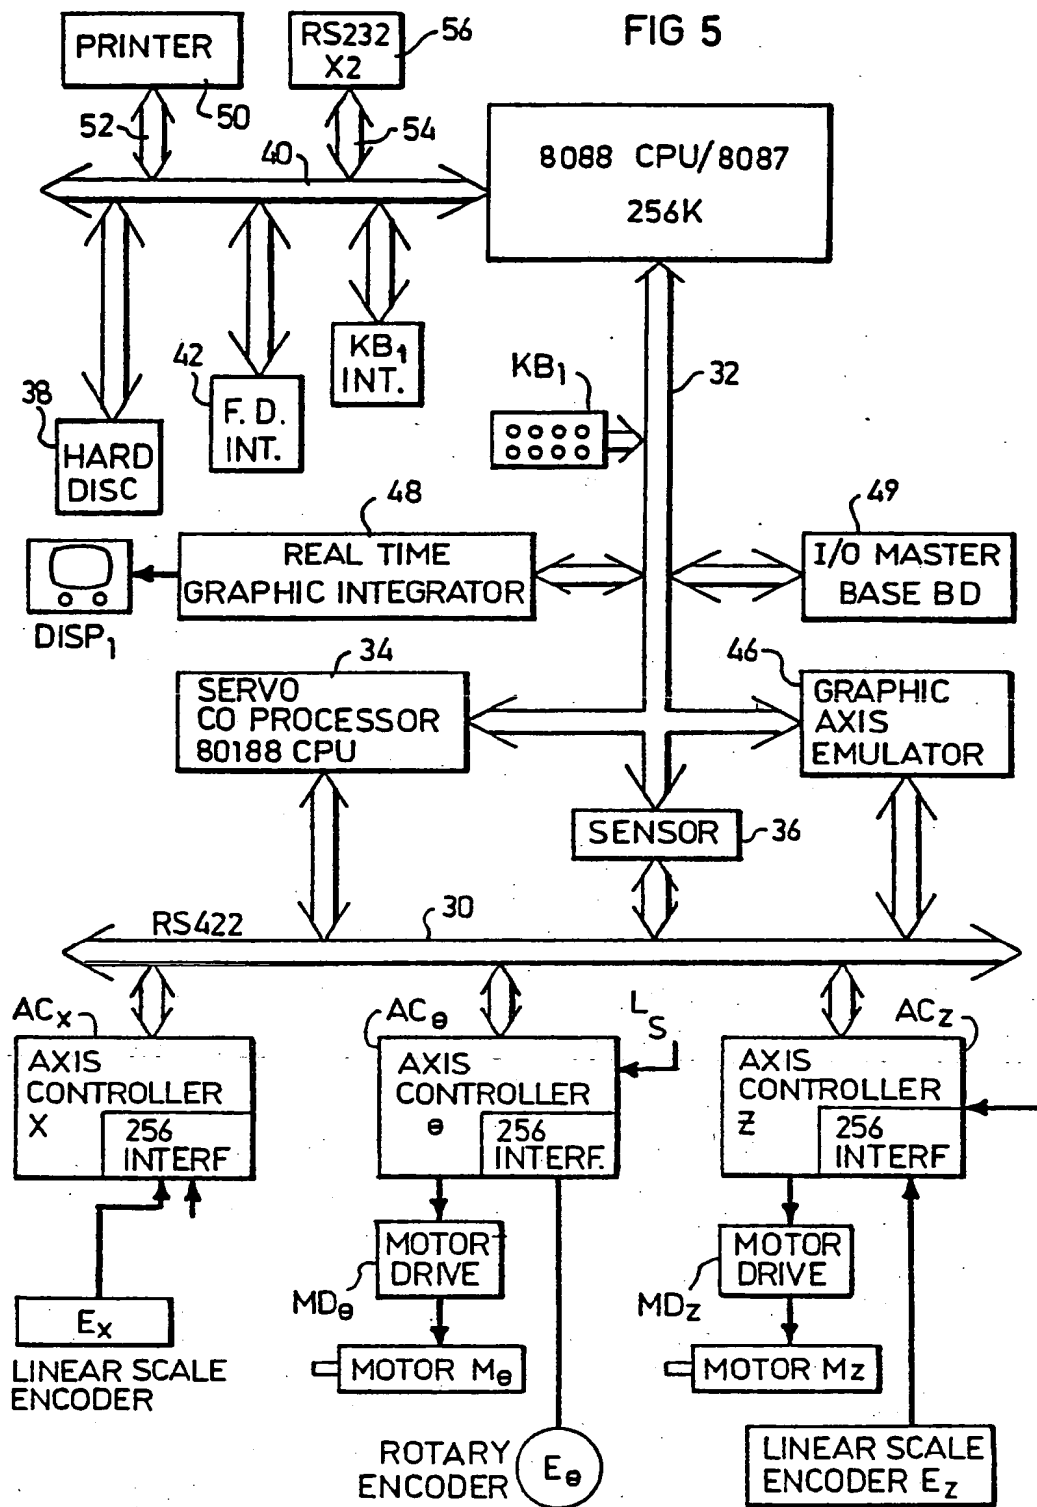 FIG 5
PRINTER
RS232
X2
56
50
52
54
40
8088 CPU/8087
256K
KB1
INT.
42
F.D.
INT.
38
HARD
DISC
KB1
32
48
REAL TIME
GRAPHIC INTEGRATOR
49
I/O MASTER
BASE BD
DISP1
34
SERVO
CO PROCESSOR
80188 CPU
46
GRAPHIC
AXIS
EMULATOR
SENSOR
36
RS422
30
ACX
AXIS
CONTROLLER
X
256
INTERF
ACθ
AXIS
CONTROLLER
θ
256
INTERF.
LS
ACZ
AXIS
CONTROLLER
Z
256
INTERF
MOTOR
DRIVE
MDθ
MOTOR
DRIVE
MDZ
EX
LINEAR SCALE
ENCODER
MOTOR Mθ
MOTOR MZ
ROTARY
ENCODER
Eθ
LINEAR SCALE
ENCODER EZ